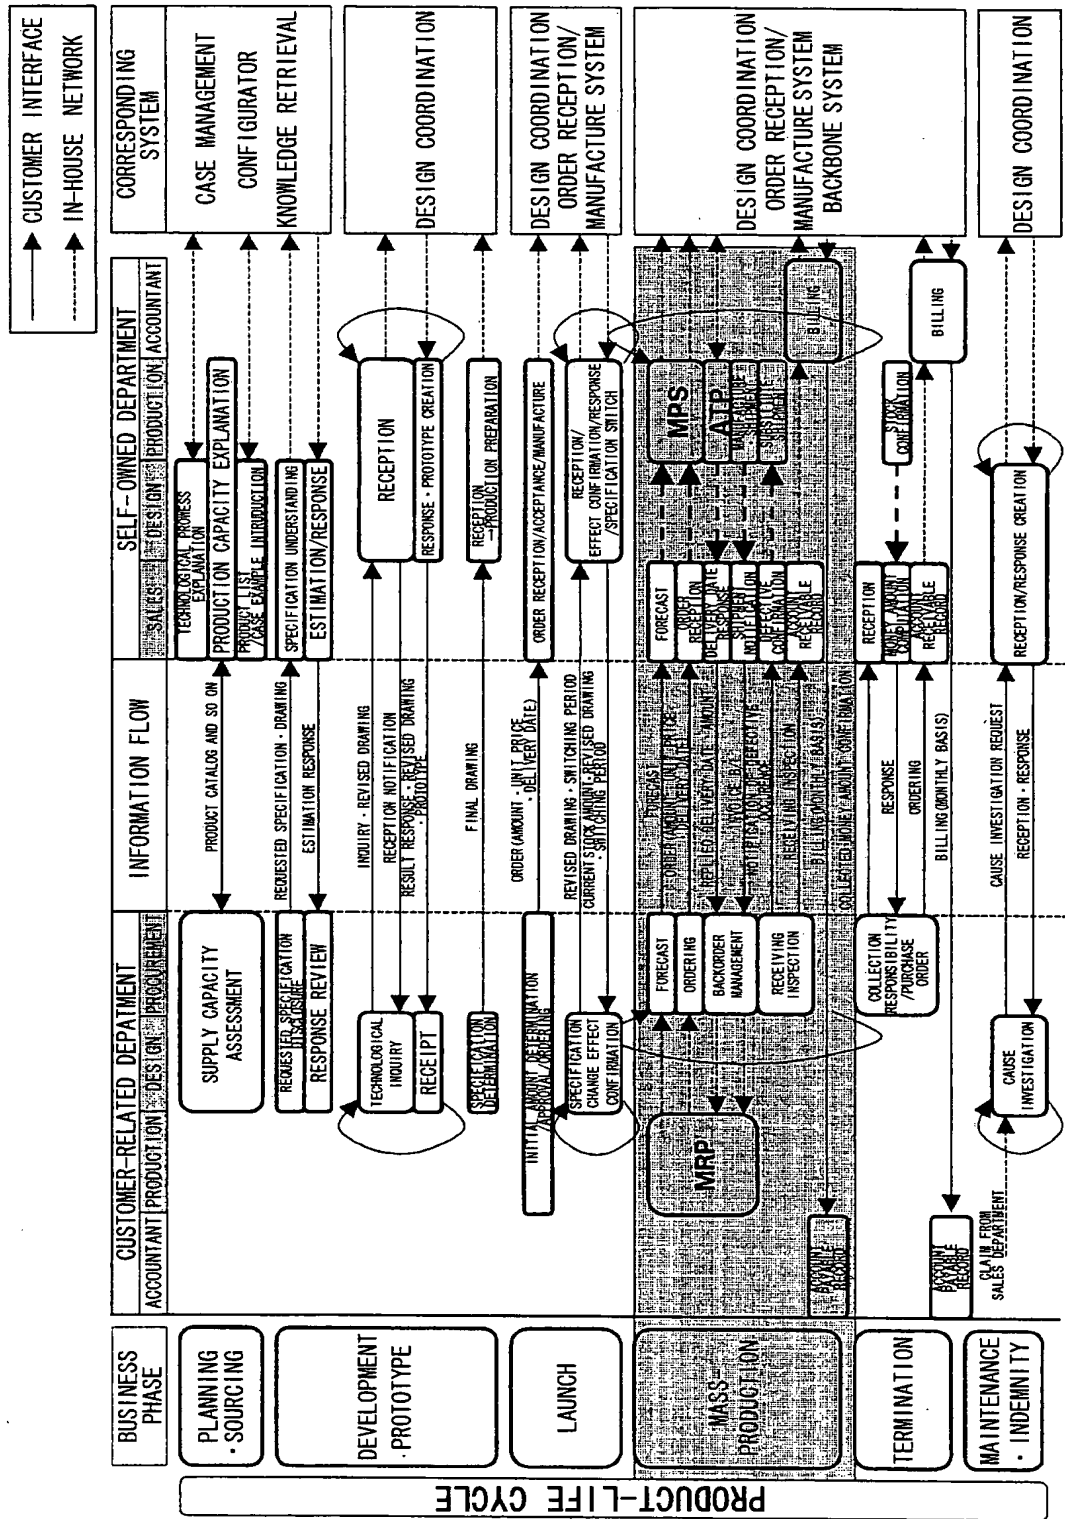 CUSTOMER INTERFACE
IN-HOUSE NETWORK
BUSINESS
PHASE
CUSTOMER-RELATED DEPATMENT
ACCOUNTANT
PRODUCTION
DESIGN
PROCUREMENT
INFORMATION FLOW
SELF-OWNED DEPARTMENT
SALES
DESIGN
PRODUCTION
ACCOUNTANT
CORRESPONDING
SYSTEM
PRODUCT-LIFE CYCLE
PLANNING
・SOURCING
SUPPLY CAPACITY
ASSESSMENT
PRODUCT CATALOG AND SO ON
TECHNOLOGICAL PROWESS
EXPLANATION
PRODUCTION CAPACITY EXPLANATION
PRODUCT LIST
/CASE EXAMPLE INTRUDUCTION
CASE MANAGEMENT
CONFIGURATOR
KNOWLEDGE RETRIEVAL
DEVELOPMENT
・PROTOTYPE
REQUESTED SPECIFICATION
DISCLOSURE
RESPONSE REVIEW
REQUESTED SPECIFICATION・DRAWING
ESTIMATION RESPONSE
SPECIFICATION UNDERSTANDING
ESTIMATION/RESPONSE
TECHNOLOGICAL
INQUIRY
RECEIPT
INQUIRY・REVISED DRAWING
RECEPTION NOTIFICATION
RESULT RESPONSE・REVISED DRAWING
・PROTOTYPE
RECEPTION
RESPONSE・PROTOTYPE CREATION
DESIGN COORDINATION
SPECIFICATION
DETERMINATION
FINAL DRAWING
RECEPTION
→PRODUCTION PREPARATION
LAUNCH
INITIAL AMOUNT DETERMINATION
/APPROVAL/ORDERING
ORDER(AMOUNT・UNIT PRICE
・DELIVERY DATE)
ORDER RECEPTION/ACCEPTANCE/MANUFACTURE
SPECIFICATION
CHANGE EFFECT
CONFIRMATION
REVISED DRAWING・SWITCHING PERIOD
CURRENT STOCK AMOUNT・REVISED DRAWING
・SWITCHING PERIOD
RECEPTION/
EFFECT CONFIRMATION/RESPONSE
/SPECIFICATION SWITCH
DESIGN COORDINATION
ORDER RECEPTION/
MANUFACTURE SYSTEM
MASS-
PRODUCTION
MRP
FORECAST
ORDERING
BACKORDER
MANAGEMENT
RECEIVING
INSPECTION
ACCOUNT
PAYABLE
RECORD
FORECAST
ORDER(AMOUNT・UNIT PRICE・
DELIVERY DATE)
REPLIED DELIVERY DATE・AMOUNT
INVOICE B/L
NOTIFICATION OF DEFECTIVE
OCCURENCE
RECEIVING INSPECTION
BILLING(MONTHLY BASIS)
COLLECTED MONEY AMOUNT CONFIRMATION
FORECAST
ORDER
RECEPTION
DELIVERY DATE
RESPONSE
SHIPMENT
NOTIFICATION
DEFECTIVE
CONFIRMATION
ACCOUNT
RECEIVABLE
RECORD
MPS
ATP
MANUFACTURE
・SHIPMENT
SUBSTITUTE
SHIPMENT
BILLING
DESIGN COORDINATION
ORDER RECEPTION/
MANUFACTURE SYSTEM
BACKBONE SYSTEM
TERMINATION
ACCOUNT
PAYABLE
RECORD
COLLECTION
RESPONSIBILITY
/PURCHASE
ORDER
RESPONSE
ORDERING
BILLING(MONTHLY BASIS)
RECEPTION
MONEY AMOUNT
COMPUTATION
ACCOUNT
RECEIVABLE
RECORD
STOCK
CONFIRMATION
BILLING
MAINTENANCE
・INDEMNITY
CLAIN FROM
SALES DEPARTMENT
CAUSE
INVESTIGATION
CAUSE INVESTIGATION REQUEST
RECEPTION・RESPONSE
RECEPTION/RESPONSE CREATION
DESIGN COORDINATION